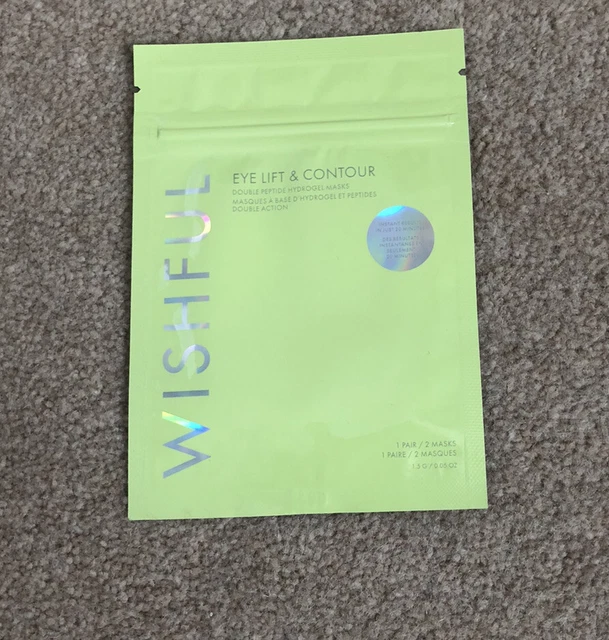 WISHFUL
EYE LIFT & CONTOUR
DOUBLE PEPTIDE HYDROGEL MASKS
MASQUES À BASE D'HYDROGEL ET PEPTIDES
DOUBLE ACTION
INSTANT
1 PAIR / 2 MASKS
1 PAIRE / 2 MASQUES